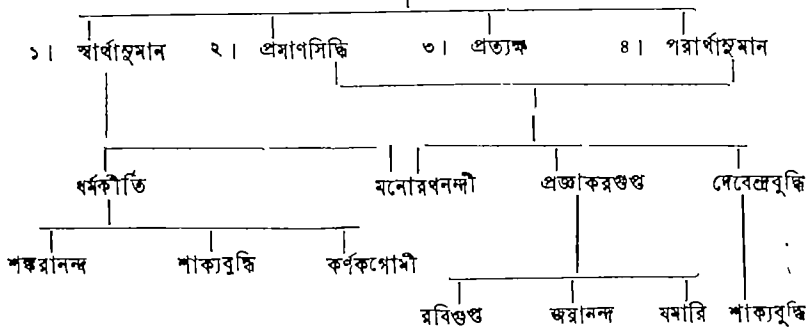 ১। স্বার্থানুমান ২। প্রমাণসিদ্ধি ৩। প্রত্যক্ষ ৪। পরার্থানুমান
ধর্মকীর্তি মনোরথনন্দী প্রজ্ঞাকরগুপ্ত দেবেন্দ্রবুদ্ধি
শঙ্করানন্দ শাক্যবুদ্ধি কর্ণকগোমী
রবিগুপ্ত জয়ানন্দ যমারি শাক্যবুদ্ধি